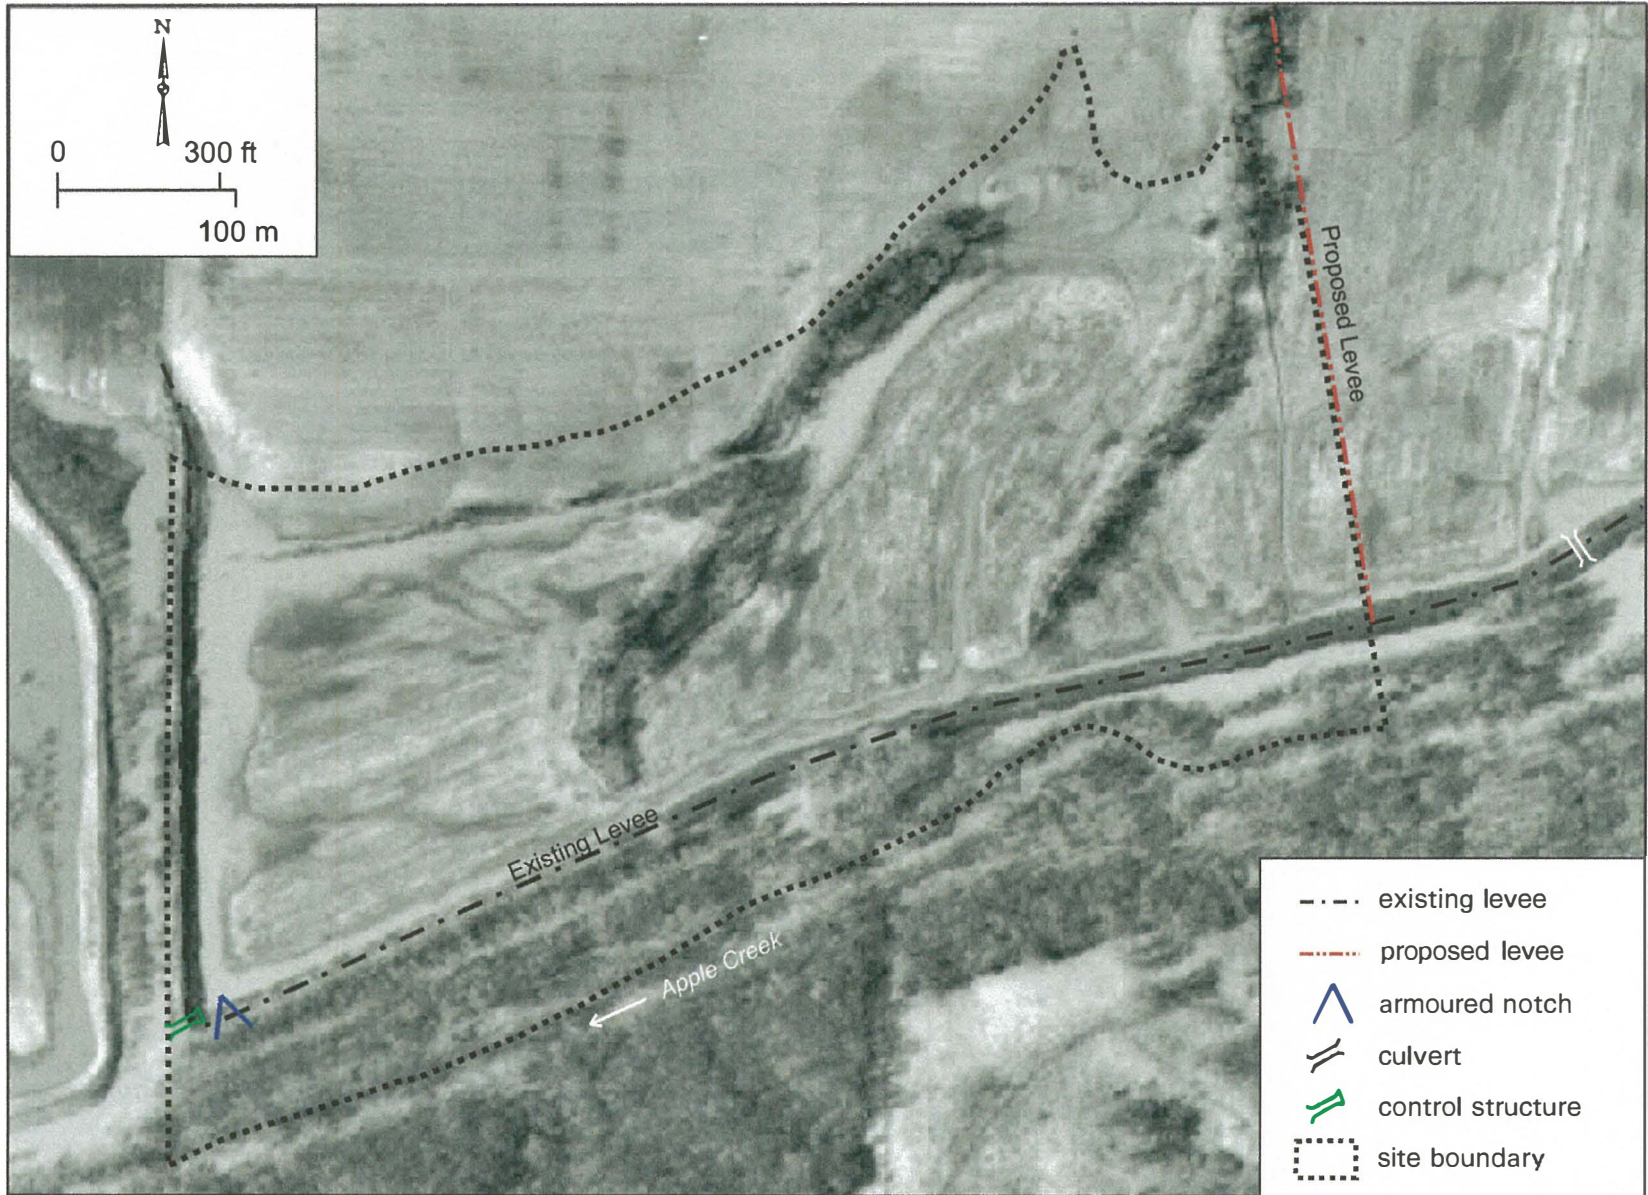 N
0 300 ft
100 m
Proposed Levee
Existing Levee
Apple Creek
existing levee
proposed levee
armoured notch
culvert
control structure
site boundary